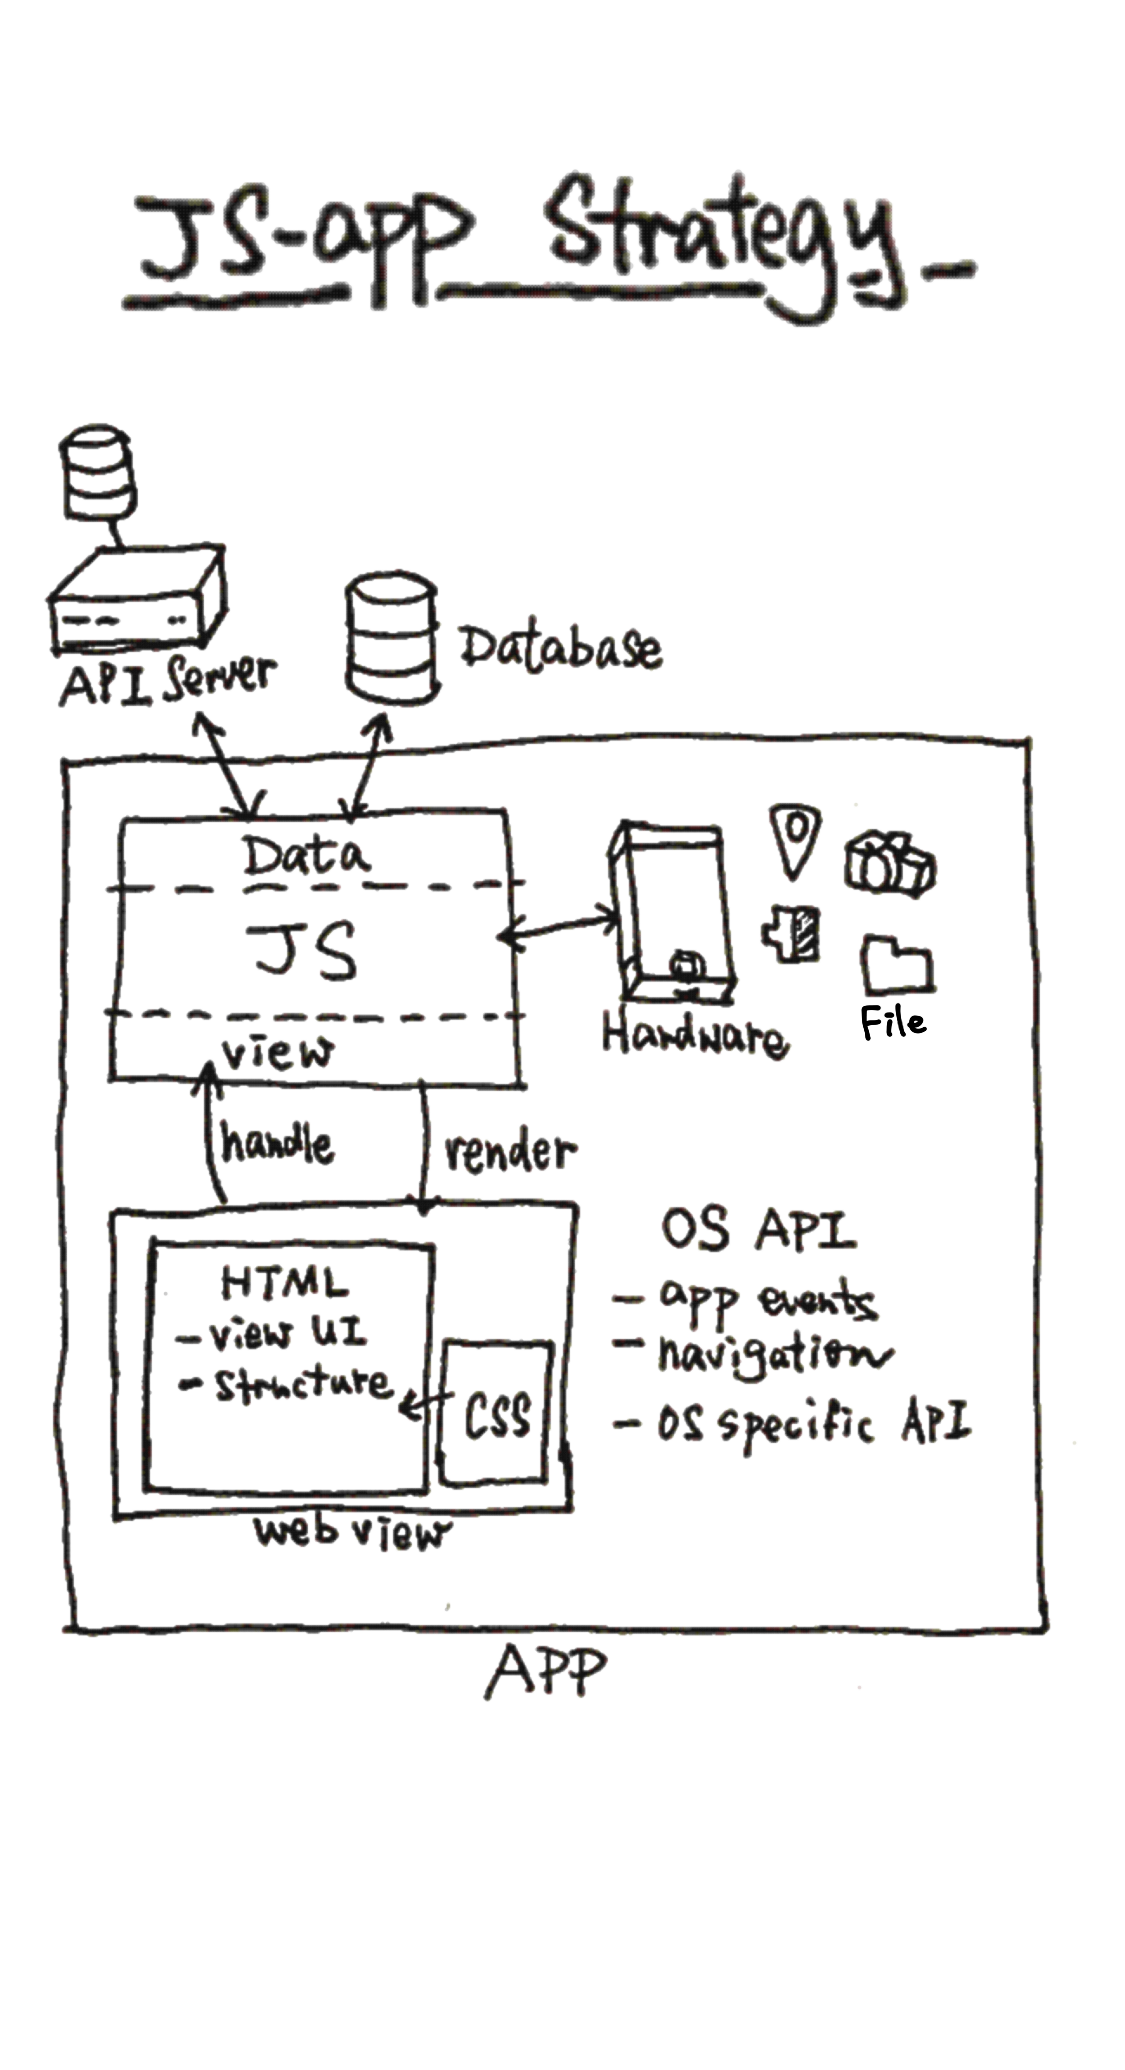 JS-app Strategy
API Server
Database
Data
JS
view
Hardware
File
handle
render
HTML
- view UI
- structure
CSS
web view
OS API
- app events
- navigation
- OS specific API
APP